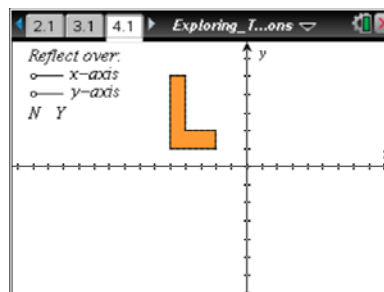 2.1 3.1 4.1 Exploring_T...ons
Reflect over:
x-axis
y-axis
N Y
y